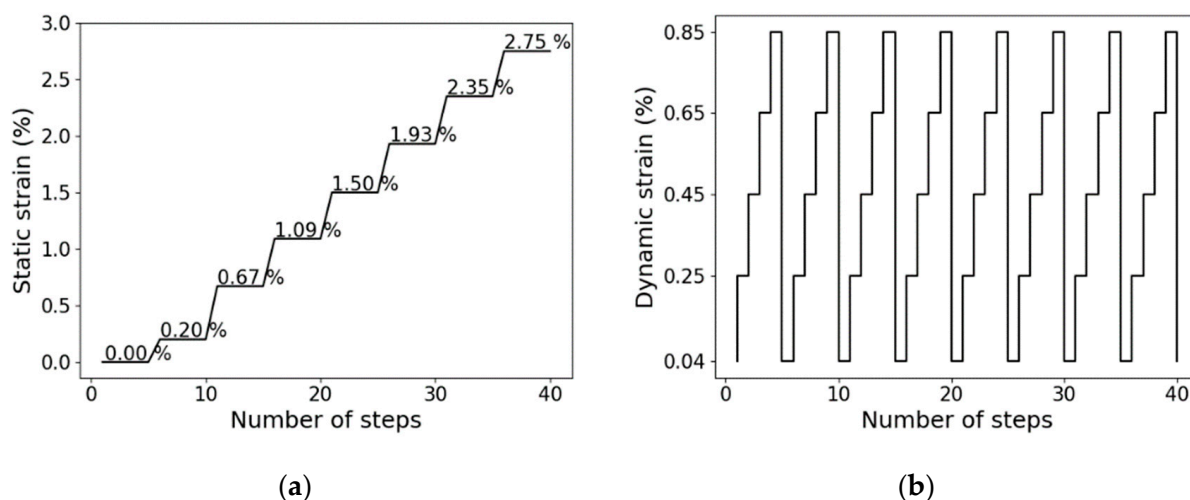 3.0
2.5
2.0
1.5
1.0
0.5
0.0
Static strain (%)
2.75 %
2.35 %
1.93 %
1.50 %
1.09 %
0.67 %
0.20 %
0.00 %
0 10 20 30 40
Number of steps
(a)
0.85
0.65
0.45
0.25
0.04
Dynamic strain (%)
0 10 20 30 40
Number of steps
(b)